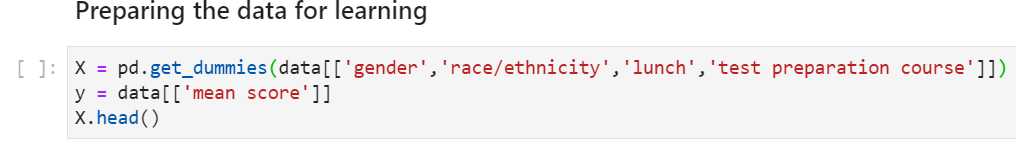 Preparing the data for learning
[ ]: X = pd.get_dummies(data[['gender','race/ethnicity','lunch','test preparation course']])
y = data[['mean score']]
X.head()